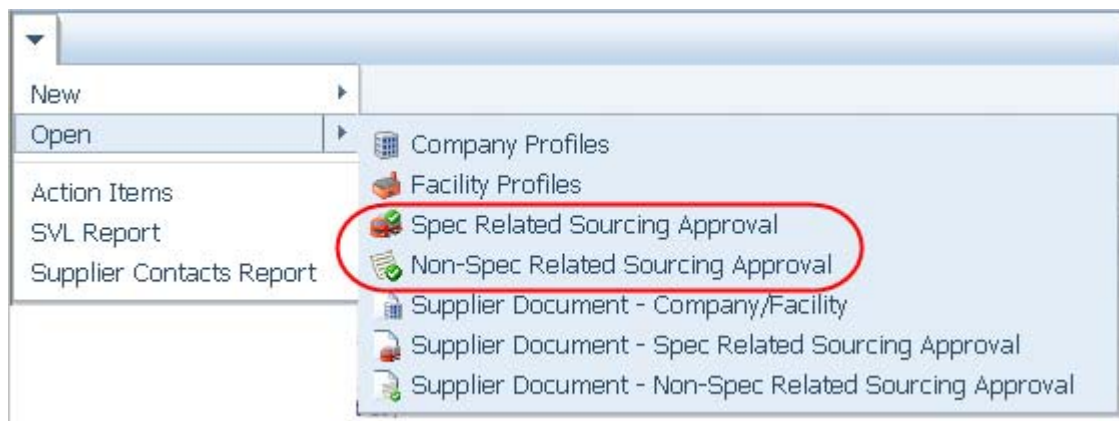 New
Open
Action Items
SVL Report
Supplier Contacts Report
Company Profiles
Facility Profiles
Spec Related Sourcing Approval
Non-Spec Related Sourcing Approval
Supplier Document - Company/Facility
Supplier Document - Spec Related Sourcing Approval
Supplier Document - Non-Spec Related Sourcing Approval